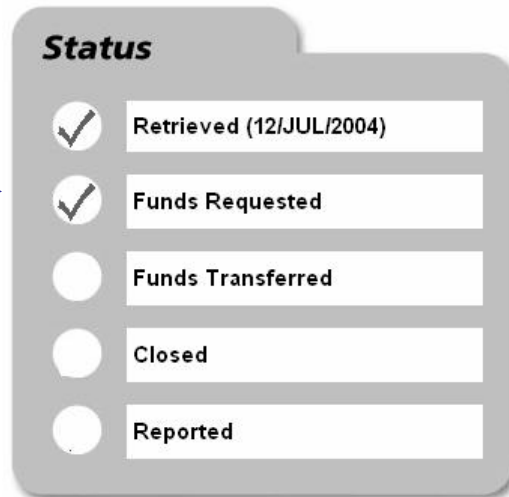 Status
Retrieved (12/JUL/2004)
Funds Requested
Funds Transferred
Closed
Reported